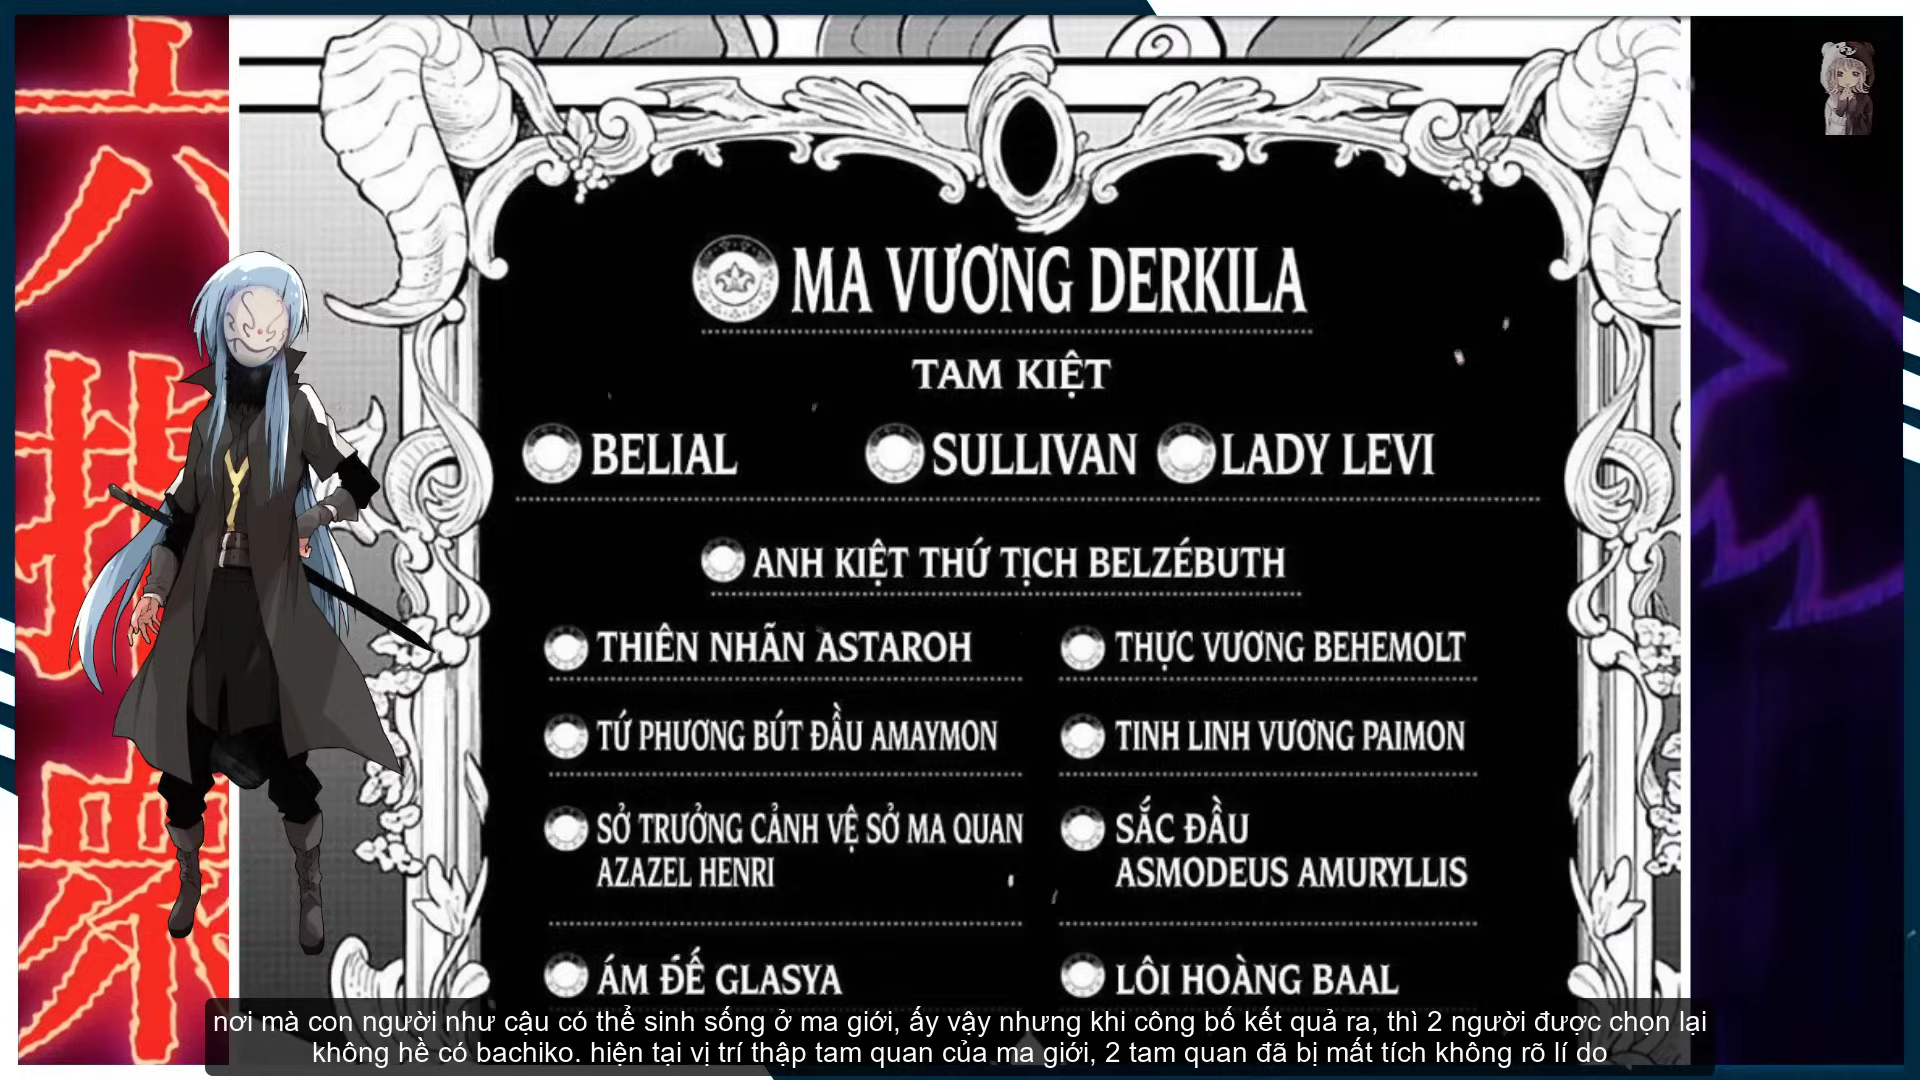 MA VƯƠNG DERKILA
TAM KIỆT
BELIAL SULLIVAN LADY LEVI
ANH KIỆT THỨ TỊCH BELZÉBUTH
THIÊN NHÃN ASTAROH THỰC VƯƠNG BEHEMOLT
TỨ PHƯƠNG BÚT ĐẦU AMAYMON TINH LINH VƯƠNG PAIMON
SỞ TRƯỞNG CẢNH VỆ SỞ MA QUAN
AZAZEL HENRI
SẮC ĐẦU
ASMODEUS AMURYLLIS
ÁM ĐẾ GLASYA LÔI HOÀNG BAAL
nơi mà con người như cậu có thể sinh sống ở ma giới, ấy vậy nhưng khi công bố kết quả ra, thì 2 người được chọn lại
không hề có bachiko. hiện tại vị trí thập tam quan của ma giới, 2 tam quan đã bị mất tích không rõ lí do